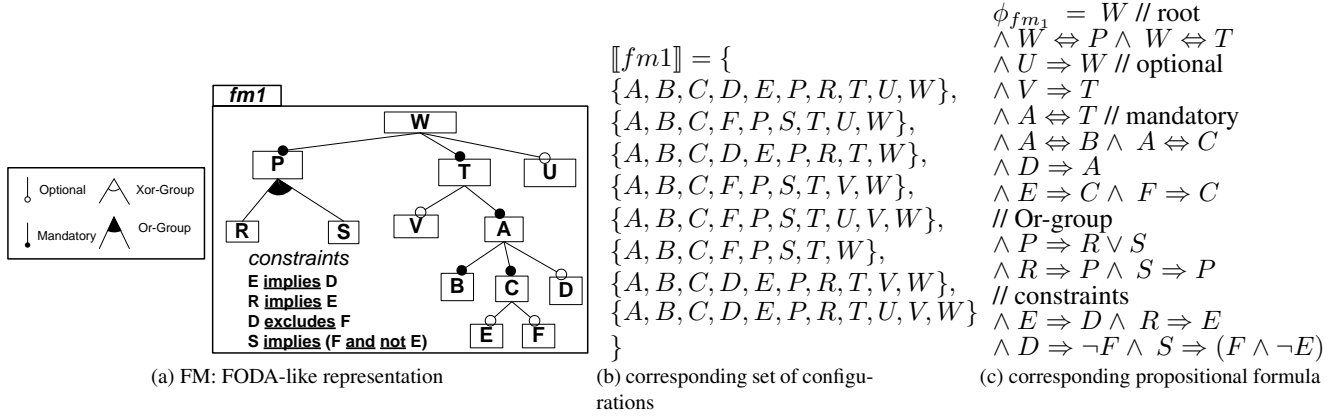 fm1
W
P
T
U
R
S
V
A
B
C
D
E
F
constraints
E implies D
R implies E
D excludes F
S implies (F and not E)
Optional
Xor-Group
Mandatory
Or-Group
(a) FM: FODA-like representation
⟦fm1⟧ = {
{A, B, C, D, E, P, R, T, U, W},
{A, B, C, F, P, S, T, U, W},
{A, B, C, D, E, P, R, T, W},
{A, B, C, F, P, S, T, V, W},
{A, B, C, F, P, S, T, U, V, W},
{A, B, C, F, P, S, T, W},
{A, B, C, D, E, P, R, T, V, W},
{A, B, C, D, E, P, R, T, U, V, W}
}
(b) corresponding set of configu-
rations
ϕ_{fm_1} = W // root
∧ W ⇔ P ∧ W ⇔ T
∧ U ⇒ W // optional
∧ V ⇒ T
∧ A ⇔ T // mandatory
∧ A ⇔ B ∧ A ⇔ C
∧ D ⇒ A
∧ E ⇒ C ∧ F ⇒ C
// Or-group
∧ P ⇒ R ∨ S
∧ R ⇒ P ∧ S ⇒ P
// constraints
∧ E ⇒ D ∧ R ⇒ E
∧ D ⇒ ¬F ∧ S ⇒ (F ∧ ¬E)
(c) corresponding propositional formula